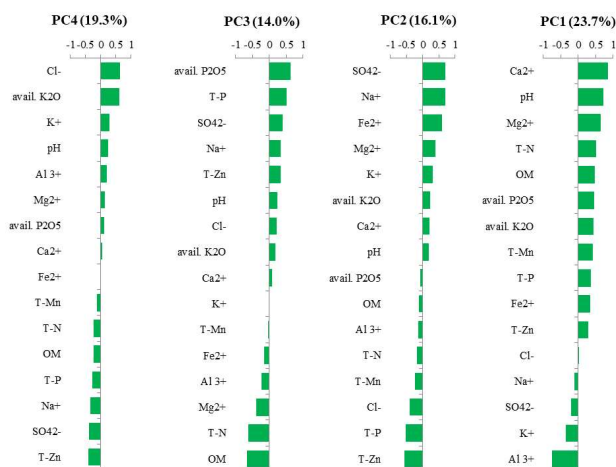 PC4 (19.3%)
-1 -0.5 0 0.5 1
Cl-
avail. K2O
K+
pH
Al 3+
Mg2+
avail. P2O5
Ca2+
Fe2+
T-Mn
T-N
OM
T-P
Na+
SO42-
T-Zn
PC3 (14.0%)
-1 -0.5 0 0.5 1
avail. P2O5
T-P
SO42-
Na+
T-Zn
pH
Cl-
avail. K2O
Ca2+
K+
T-Mn
Fe2+
Al 3+
Mg2+
T-N
OM
PC2 (16.1%)
-1 -0.5 0 0.5 1
SO42-
Na+
Fe2+
Mg2+
K+
avail. K2O
Ca2+
pH
avail. P2O5
OM
Al 3+
T-N
T-Mn
Cl-
T-P
T-Zn
PC1 (23.7%)
-1 -0.5 0 0.5 1
Ca2+
pH
Mg2+
T-N
OM
avail. P2O5
avail. K2O
T-Mn
T-P
Fe2+
T-Zn
Cl-
Na+
SO42-
K+
Al 3+